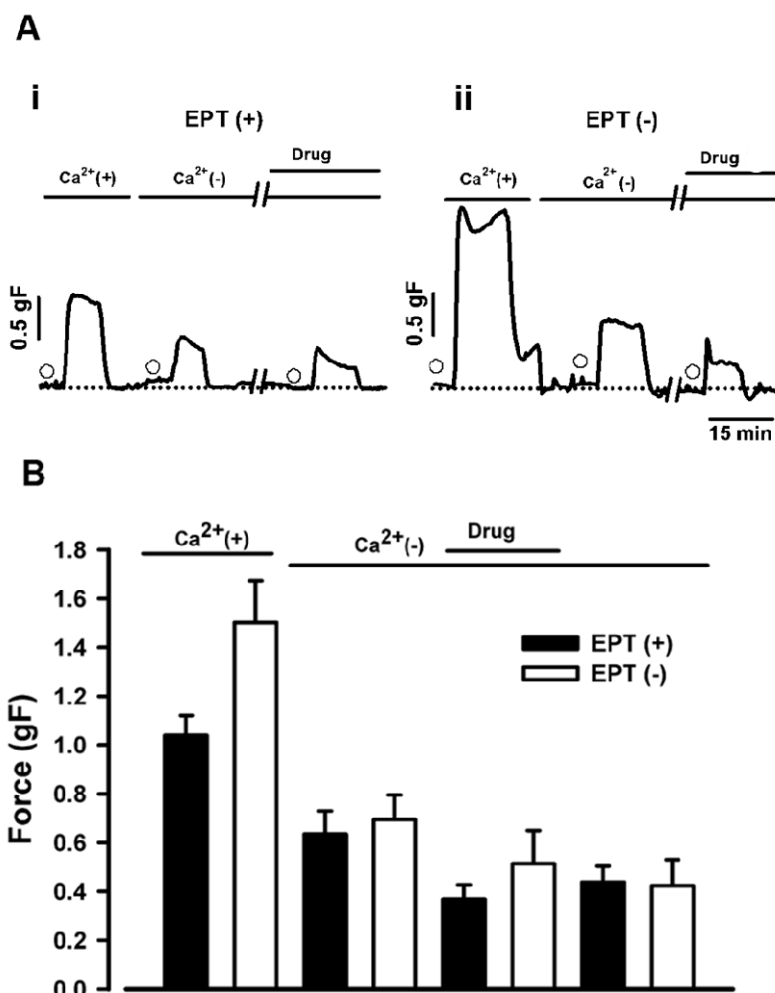 A
i
ii
EPT (+)
EPT (-)
Drug
Drug
Ca²⁺(+)
Ca²⁺(-)
Ca²⁺(+)
Ca²⁺(-)
0.5 gF
0.5 gF
15 min
B
Ca²⁺(+)
Ca²⁺(-)
Drug
1.8
1.6
1.4
1.2
1.0
0.8
0.6
0.4
0.2
0.0
Force (gF)
EPT (+)
EPT (-)